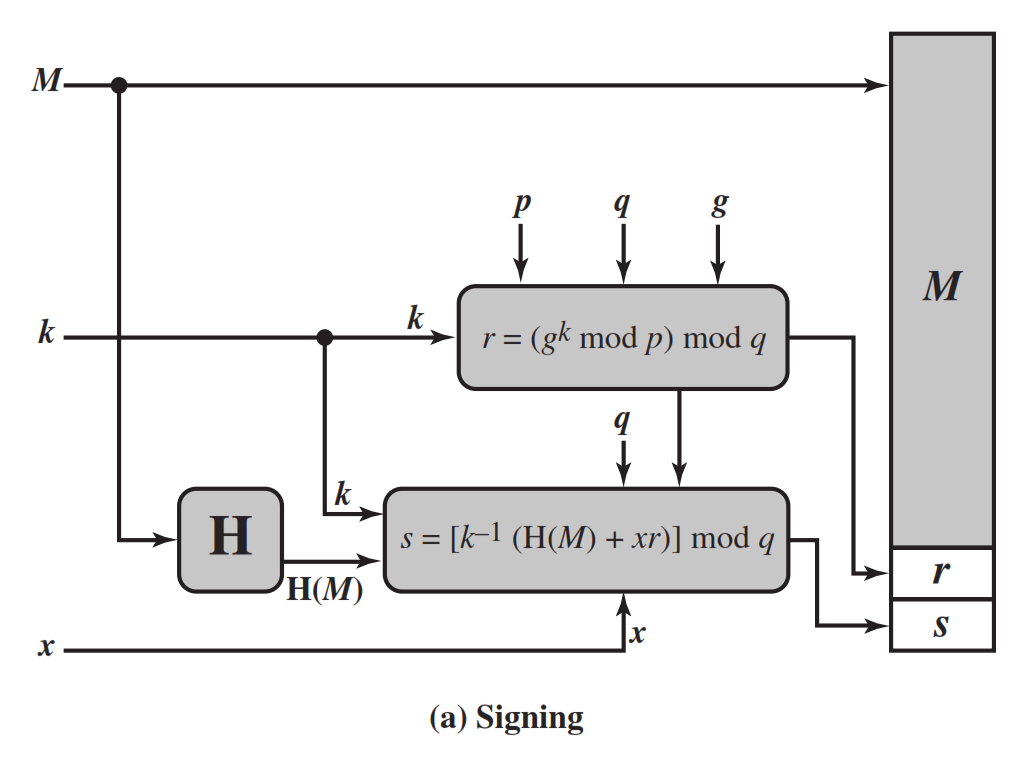 M
p q g
M
k
k
r = (g^k mod p) mod q
q
k
H
s = [k^–1 (H(M) + xr)] mod q
H(M)
r
s
x
x
(a) Signing